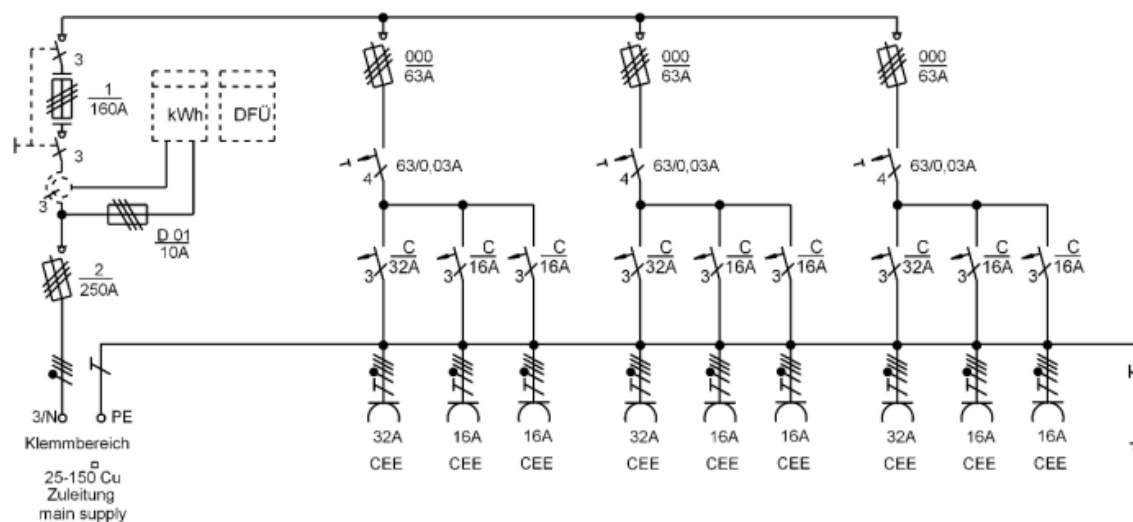 3
1
160A
kWh
DFÜ
3
3
D 01
10A
2
250A
3/N
PE
Klemmbereich
25-150 Cu
Zuleitung
main supply
000
63A
63/0,03A
4
C
32A
3
C
16A
3
C
16A
3
32A
CEE
16A
CEE
16A
CEE
000
63A
63/0,03A
4
C
32A
3
C
16A
3
C
16A
3
32A
CEE
16A
CEE
16A
CEE
000
63A
63/0,03A
4
C
32A
3
C
16A
3
C
16A
3
32A
CEE
16A
CEE
16A
CEE